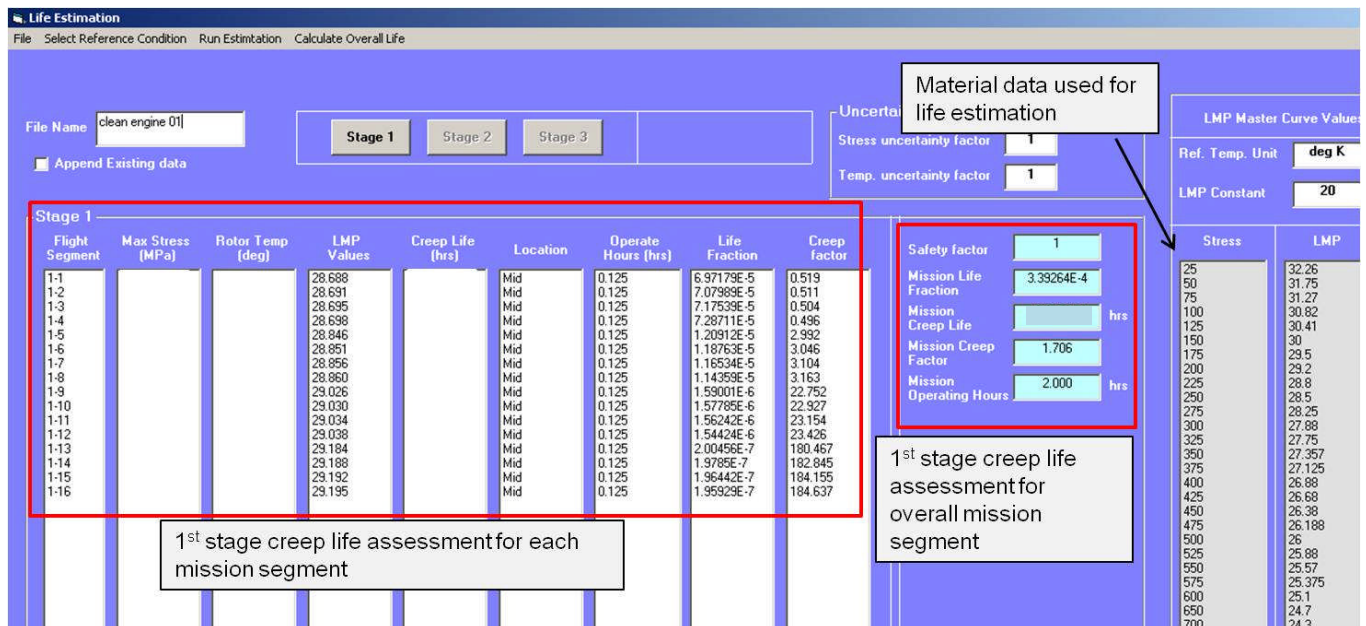 Life Estimation
File Select Reference Condition Run Estimtation Calculate Overall Life
Material data used for
life estimation
File Name clean engine 01
Append Existing data
Stage 1 Stage 2 Stage 3
Stress uncertainty factor 1
Temp. uncertainty factor 1
LMP Master Curve Values
Ref. Temp. Unit deg K
LMP Constant 20
Stage 1
Flight Segment Max Stress (MPa) Rotor Temp (deg) LMP Values Creep Life (hrs) Location Operate Hours (hrs) Life Fraction Creep factor
1-1 28.688 Mid 0.125 6.97179E-5 0.519
1-2 28.691 Mid 0.125 7.07989E-5 0.511
1-3 28.695 Mid 0.125 7.17539E-5 0.504
1-4 28.698 Mid 0.125 7.28711E-5 0.496
1-5 28.846 Mid 0.125 1.20912E-5 2.992
1-6 28.851 Mid 0.125 1.18763E-5 3.046
1-7 28.856 Mid 0.125 1.16534E-5 3.104
1-8 28.860 Mid 0.125 1.14359E-5 3.163
1-9 29.026 Mid 0.125 1.59001E-6 22.752
1-10 29.030 Mid 0.125 1.57785E-6 22.927
1-11 29.034 Mid 0.125 1.56242E-6 23.154
1-12 29.038 Mid 0.125 1.54424E-6 23.426
1-13 29.184 Mid 0.125 2.00456E-7 180.467
1-14 29.188 Mid 0.125 1.9785E-7 182.845
1-15 29.192 Mid 0.125 1.96442E-7 184.155
1-16 29.195 Mid 0.125 1.95929E-7 184.637
Safety factor 1
Mission Life Fraction 3.39264E-4
Mission Creep Life hrs
Mission Creep Factor 1.706
Mission Operating Hours 2.000 hrs
1st stage creep life assessment for each
mission segment
1st stage creep life
assessment for
overall mission
segment
Stress LMP
25 32.26
50 31.75
75 31.27
100 30.82
125 30.41
150 30
175 29.5
200 29.2
225 28.8
250 28.5
275 28.25
300 27.88
325 27.75
350 27.357
375 27.125
400 26.88
425 26.68
450 26.38
475 26.188
500 26
525 25.88
550 25.57
575 25.375
600 25.1
650 24.7
700 24.3